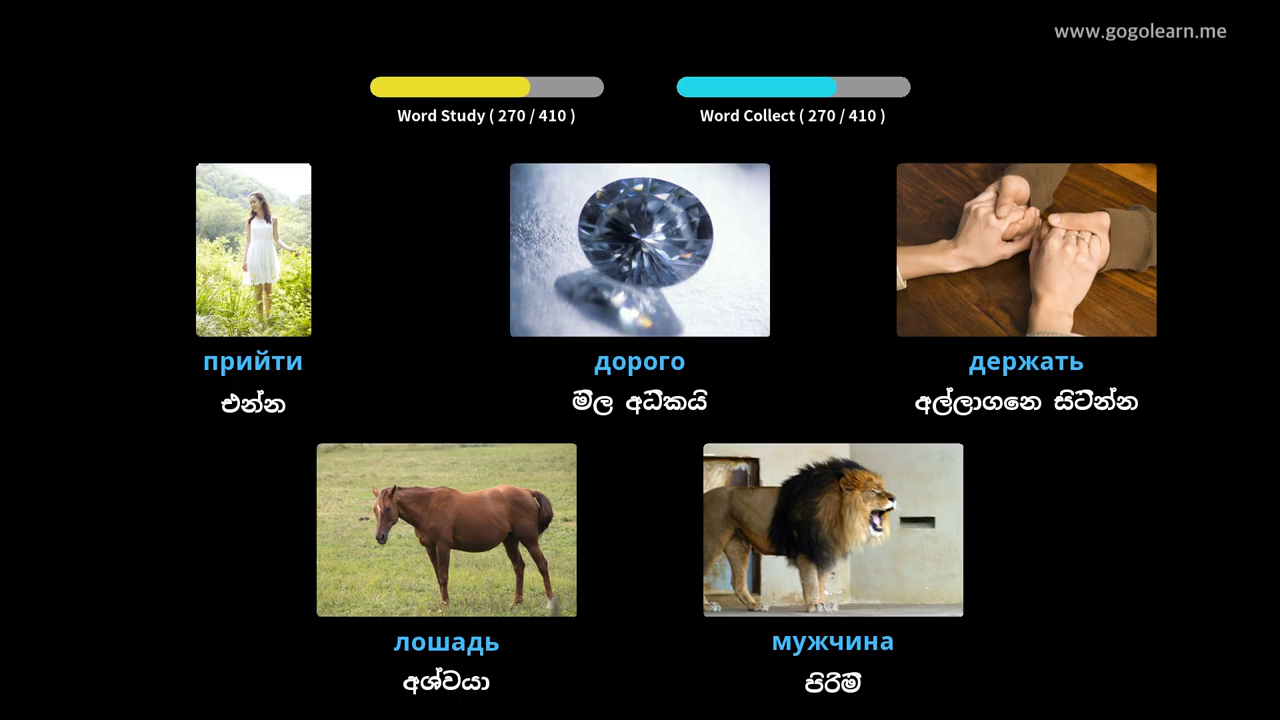 www.gogolearn.me
Word Study ( 270 / 410 )
Word Collect ( 270 / 410 )
прийти
дорого
держать
එන්න
මිල අධිකයි
අල්ලාගනෙ සිටින්න
лошадь
мужчина
අශ්වයා
පිරිමි